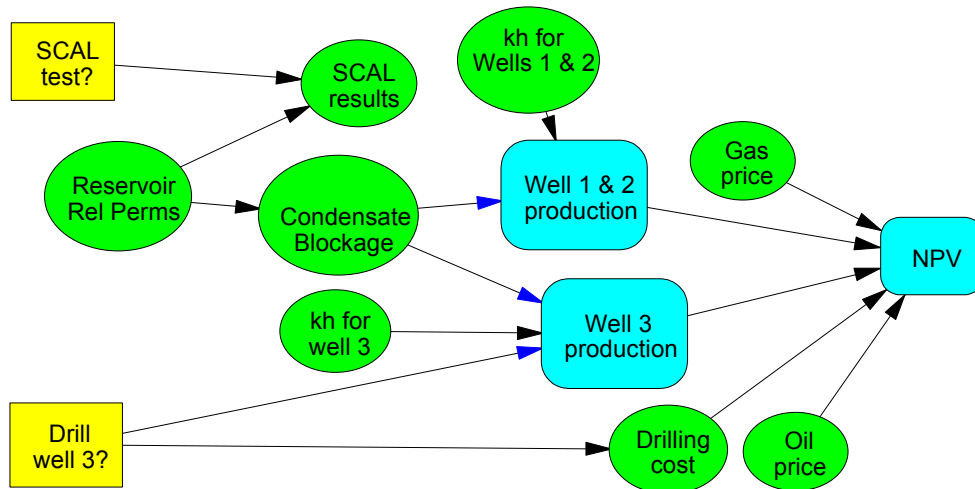 SCAL
test?
SCAL
results
kh for
Wells 1 & 2
Reservoir
Rel Perms
Condensate
Blockage
Well 1 & 2
production
Gas
price
NPV
kh for
well 3
Well 3
production
Drill
well 3?
Drilling
cost
Oil
price